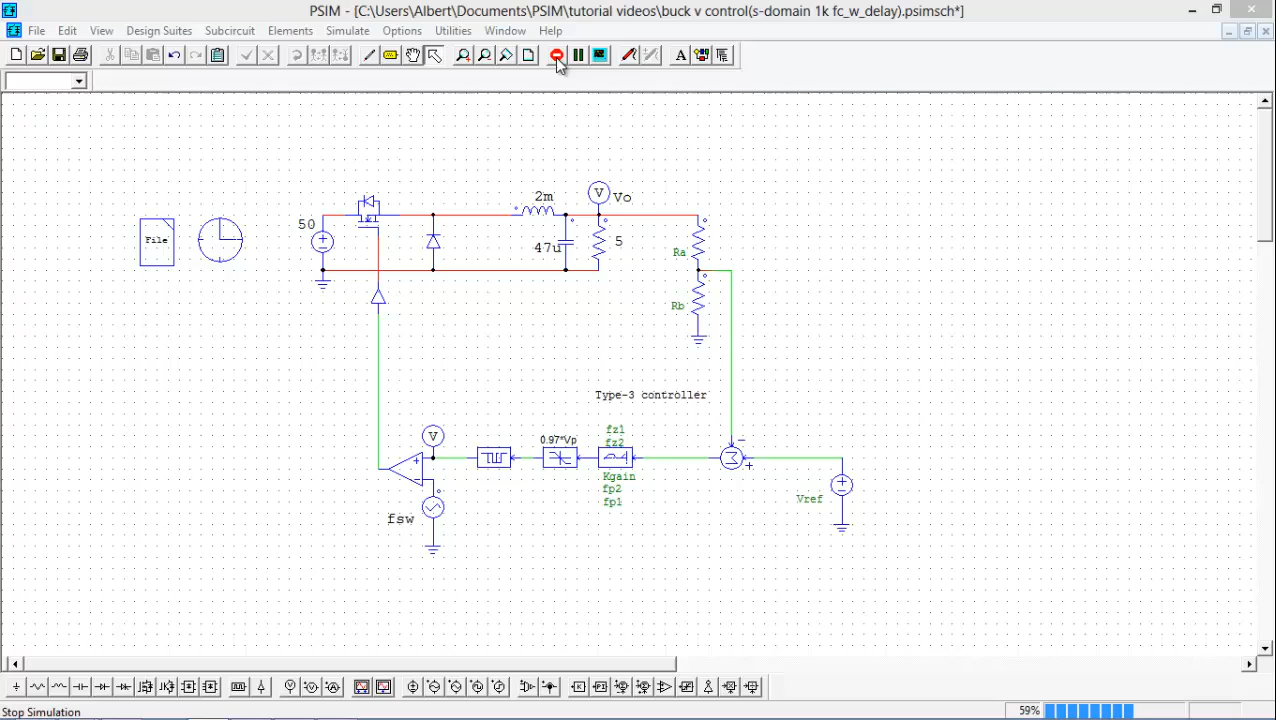 PSIM - [C:\Users\Albert\Documents\PSIM\tutorial videos\buck v control(s-domain 1k fc_w_delay).psimsch*]
File Edit View Design Suites Subcircuit Elements Simulate Options Utilities Window Help
A
2m
V
Vo
50
File
47u
5
Ra
Rb
Type-3 controller
fz1
V
0.97*Vp
fz2
Kgain
fp2
fp1
Vref
fsw
Stop Simulation
59%